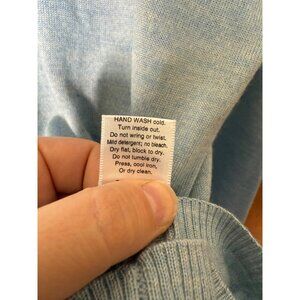 HAND WASH cold.
Turn inside out.
Do not wring or twist.
Mild detergent; no bleach.
Dry flat, block to dry.
Do not tumble dry.
Press, cool iron,
Or dry clean.